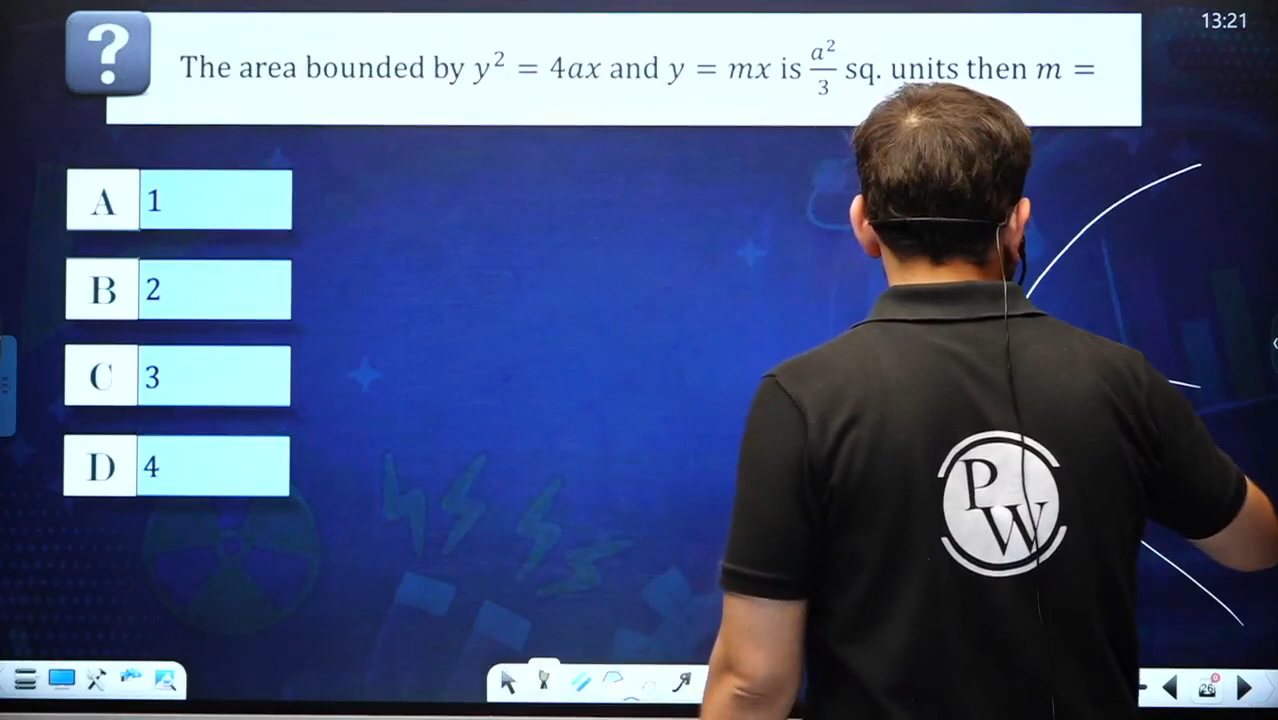 13:21
?
The area bounded by y² = 4ax and y = mx is a²/3 sq. units then m =
A 1
B 2
C 3
D 4
PW
26